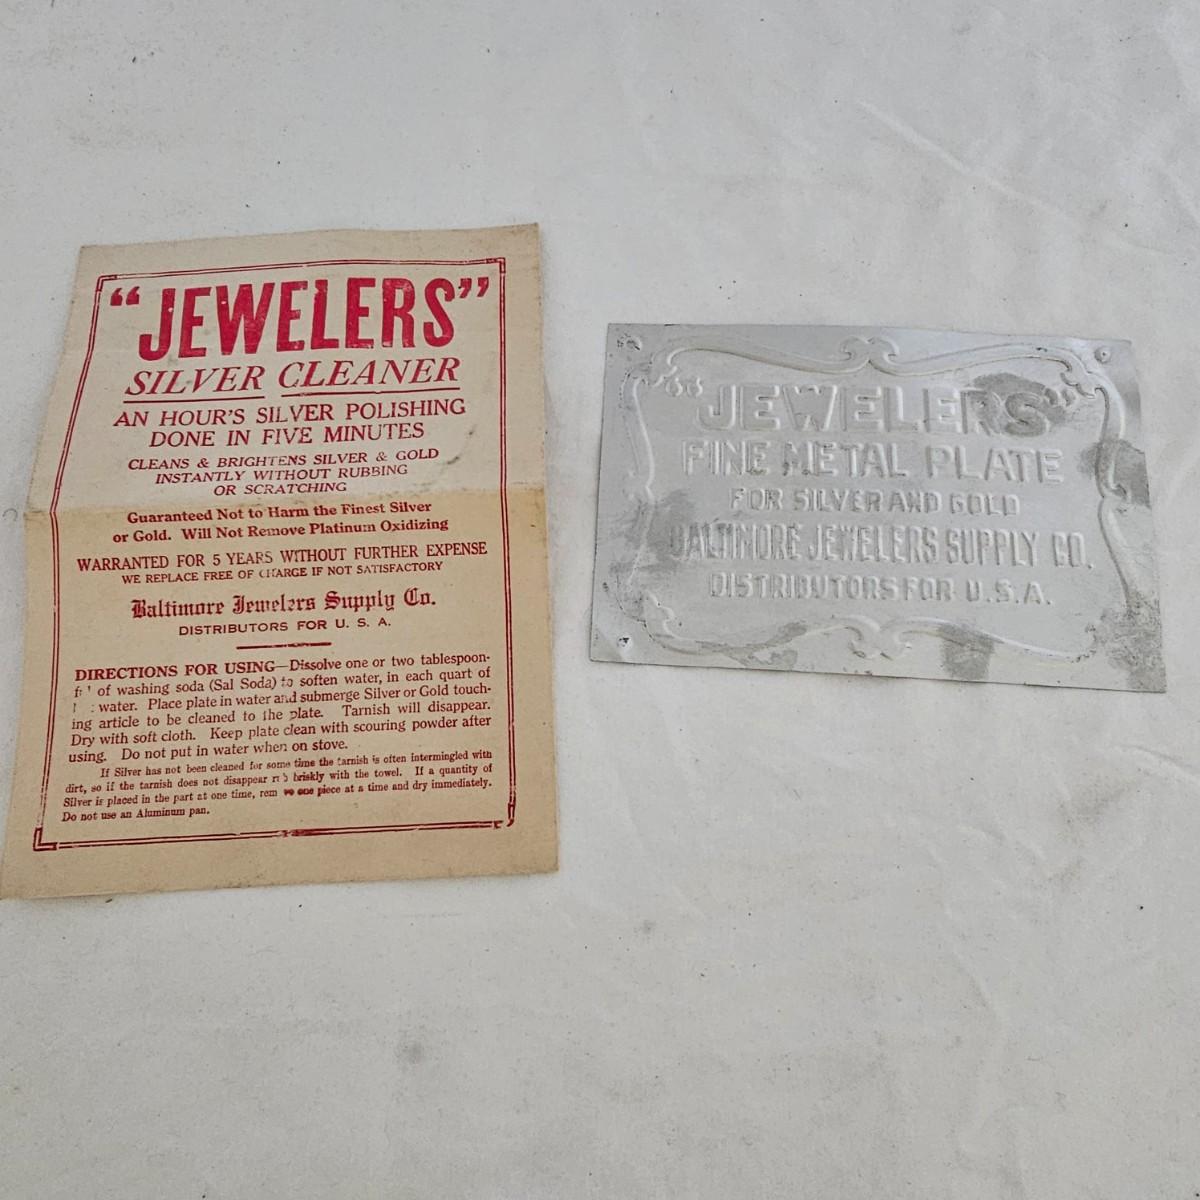 “JEWELERS”
SILVER CLEANER
AN HOUR'S SILVER POLISHING
DONE IN FIVE MINUTES
CLEANS & BRIGHTENS SILVER & GOLD
INSTANTLY WITHOUT RUBBING
OR SCRATCHING
Guaranteed Not to Harm the Finest Silver
or Gold. Will Not Remove Platinum Oxidizing
WARRANTED FOR 5 YEARS WITHOUT FURTHER EXPENSE
WE REPLACE FREE OF CHARGE IF NOT SATISFACTORY
Baltimore Jewelers Supply Co.
DISTRIBUTORS FOR U. S. A.
DIRECTIONS FOR USING—Dissolve one or two tablespoon-
of washing soda (Sal Soda) to soften water, in each quart of
water. Place plate in water and submerge Silver or Gold touch-
ing article to be cleaned to the plate. Tarnish will disappear.
Dry with soft cloth. Keep plate clean with scouring powder after
using. Do not put in water when on stove.
If Silver has not been cleaned for some time the tarnish is often intermingled with
dirt, so if the tarnish does not disappear rub briskly with the towel. If a quantity of
Silver is placed in the part at one time, remove one piece at a time and dry immediately.
Do not use an Aluminum pan.
“JEWELERS”
FINE METAL PLATE
FOR SILVER AND GOLD
BALTIMORE JEWELERS SUPPLY CO.
DISTRIBUTORS FOR U.S.A.